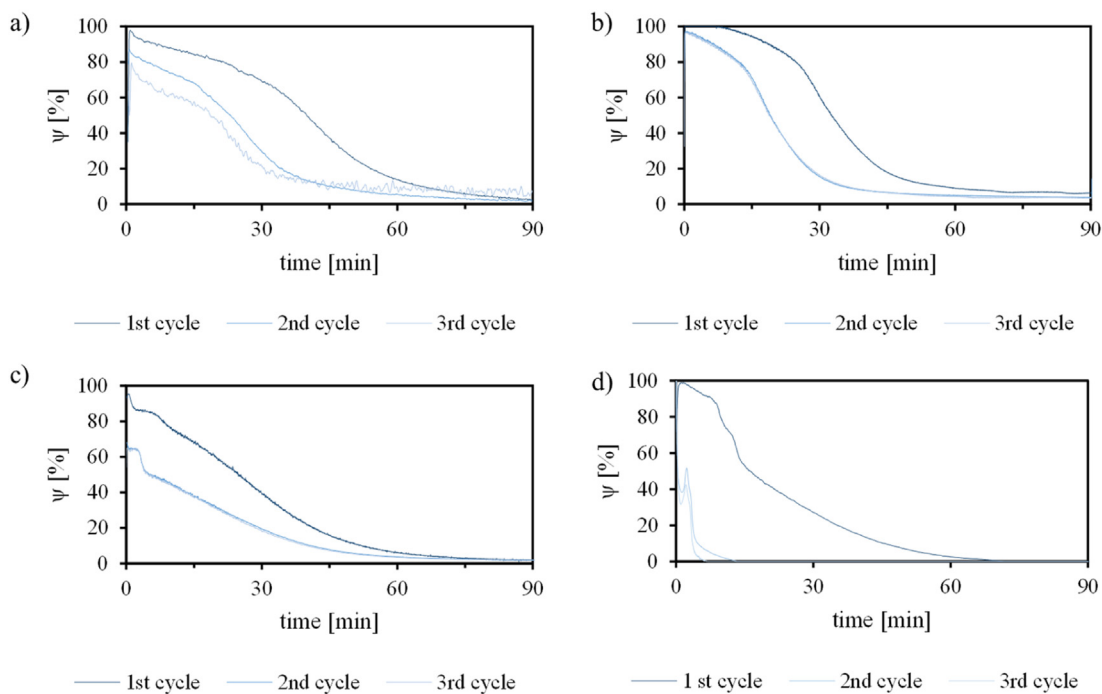 a)
100
80
60
40
20
0
ψ [%]
0 30 60 90
time [min]
1st cycle 2nd cycle 3rd cycle
b)
100
80
60
40
20
0
ψ [%]
0 30 60 90
time [min]
1st cycle 2nd cycle 3rd cycle
c)
100
80
60
40
20
0
ψ [%]
0 30 60 90
time [min]
1st cycle 2nd cycle 3rd cycle
d)
100
80
60
40
20
0
ψ [%]
0 30 60 90
time [min]
1 st cycle 2nd cycle 3rd cycle